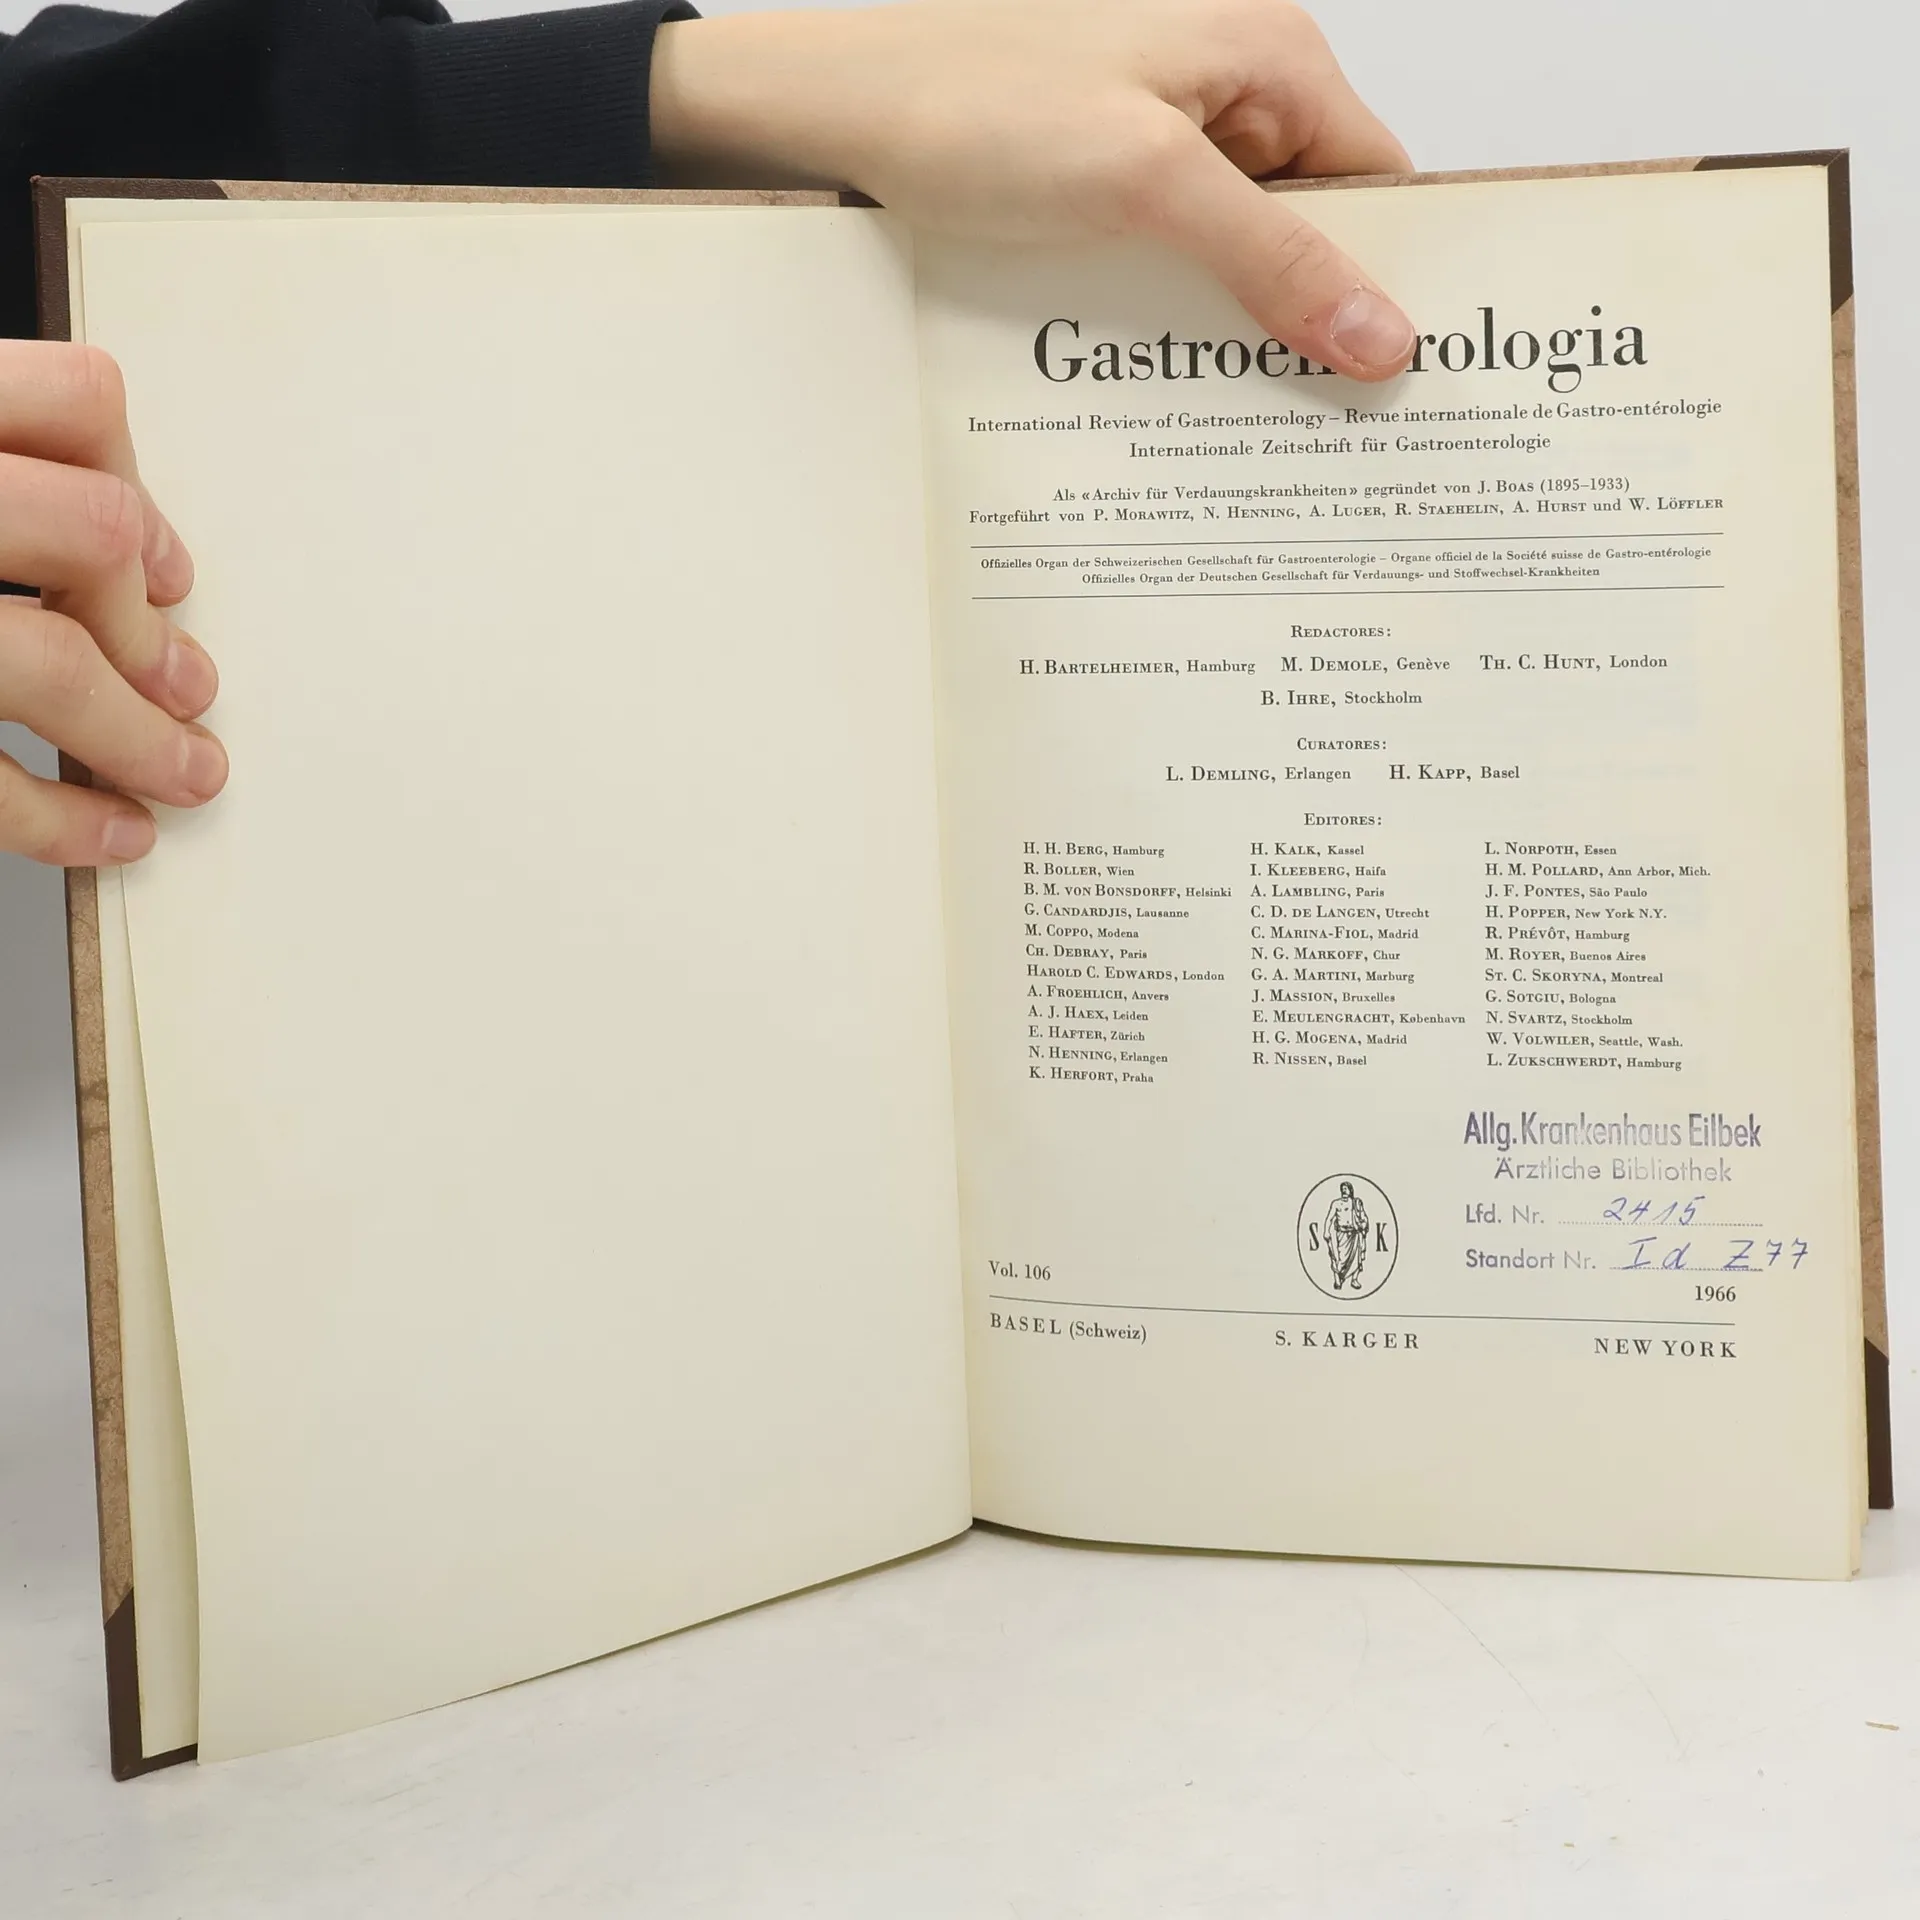 International Review of Gastroenterology – Revue internationale de Gastro-entérologie
Internationale Zeitschrift für Gastroenterologie
Als «Archiv für Verdauungskrankheiten» gegründet von J. BOAS (1895–1933)
Fortgeführt von P. MORAWITZ, N. HENNING, A. LUGER, R. STAEHELIN, A. HURST und W. LÖFFLER
Offizielles Organ der Schweizerischen Gesellschaft für Gastroenterologie – Organe officiel de la Société suisse de Gastro-entérologie
Offizielles Organ der Deutschen Gesellschaft für Verdauungs- und Stoffwechsel-Krankheiten
REDACTORES:
H. BARTELHEIMER, Hamburg M. DEMOLE, Genève TH. C. HUNT, London
B. IHRE, Stockholm
CURATORES:
L. DEMLING, Erlangen H. KAPP, Basel
EDITORES:
H. H. BERG, Hamburg
R. BOLLER, Wien
B. M. VON BONSDORFF, Helsinki
G. CANDARDJIS, Lausanne
M. COPPO, Modena
CH. DEBRAY, Paris
HAROLD C. EDWARDS, London
A. FROEHLICH, Anvers
A. J. HAEX, Leiden
E. HAFTER, Zürich
N. HENNING, Erlangen
K. HERFORT, Praha
H. KALK, Kassel
I. KLEEBERG, Haifa
A. LAMBLING, Paris
C. D. DE LANGEN, Utrecht
C. MARINA-FIOL, Madrid
N. G. MARKOFF, Chur
G. A. MARTINI, Marburg
J. MASSION, Bruxelles
E. MEULENGRACHT, København
H. G. MOGENA, Madrid
R. NISSEN, Basel
L. NORPOTH, Essen
H. M. POLLARD, Ann Arbor, Mich.
J. F. PONTES, São Paulo
H. POPPER, New York N.Y.
R. PRÉVÔT, Hamburg
M. ROYER, Buenos Aires
ST. C. SKORYNA, Montreal
G. SOTGIU, Bologna
N. SVARTZ, Stockholm
W. VOLWILER, Seattle, Wash.
L. ZUKSCHWERDT, Hamburg
Allg. Krankenhaus Eilbek
Ärztliche Bibliothek
Lfd. Nr. 2415
Standort Nr. I d Z 77
S K
Vol. 106
1966
BASEL (Schweiz) S. KARGER NEW YORK